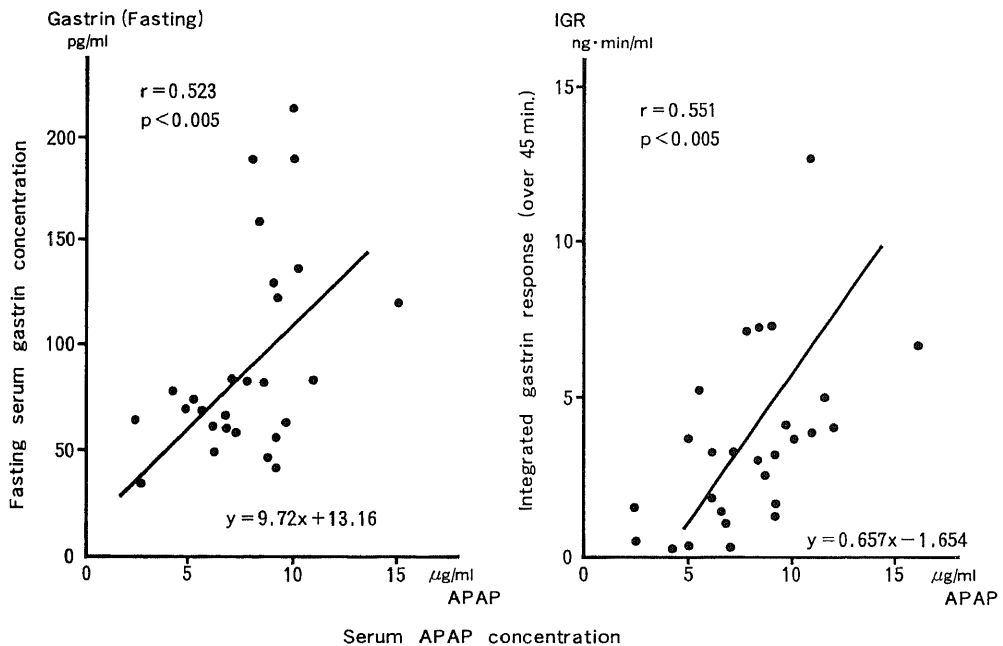 Gastrin (Fasting)
pg/ml
r=0.523
p<0.005
Fasting serum gastrin concentration
200
150
100
50
0
y=9.72x+13.16
0 5 10 15 μg/ml
APAP
IGR
ng·min/ml
r=0.551
p<0.005
Integrated gastrin response (over 45 min.)
15
10
5
0
y=0.657x−1.654
5 10 15 μg/ml
APAP
Serum APAP concentration